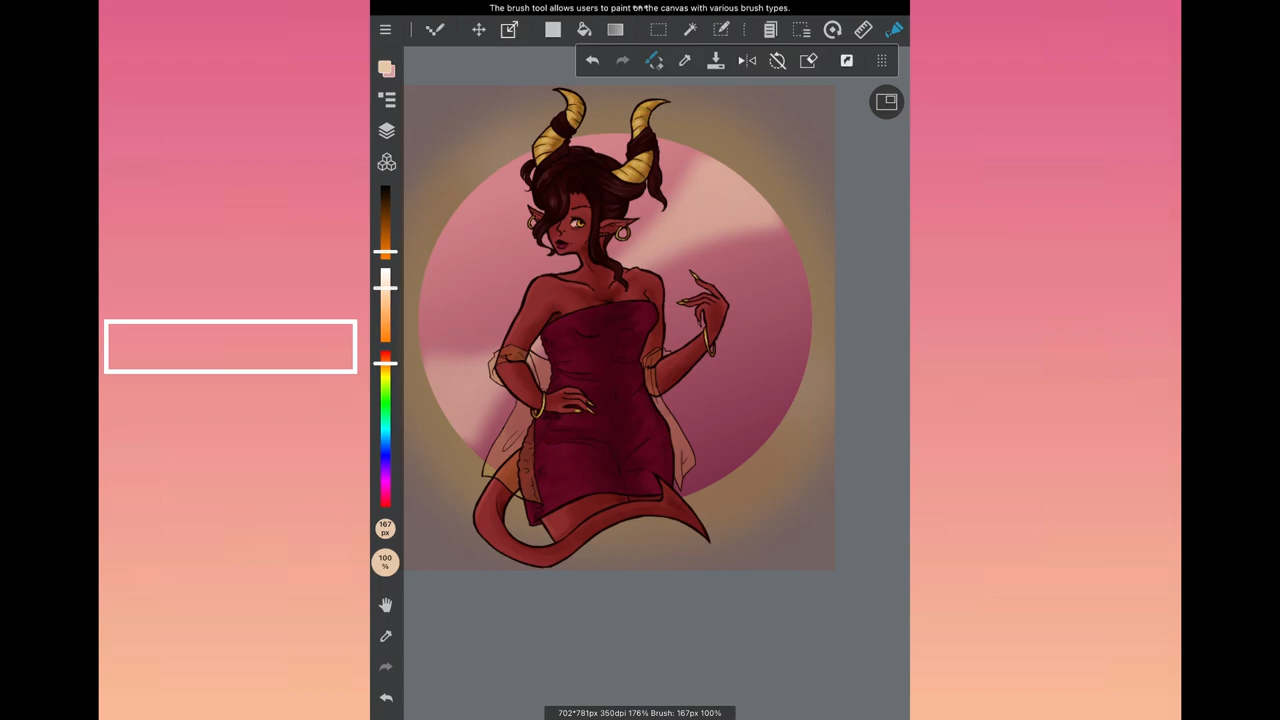 The brush tool allows users to paint on the canvas with various brush types.
167
px
100
%
702*781px 350dpi 176% Brush: 167px 100%